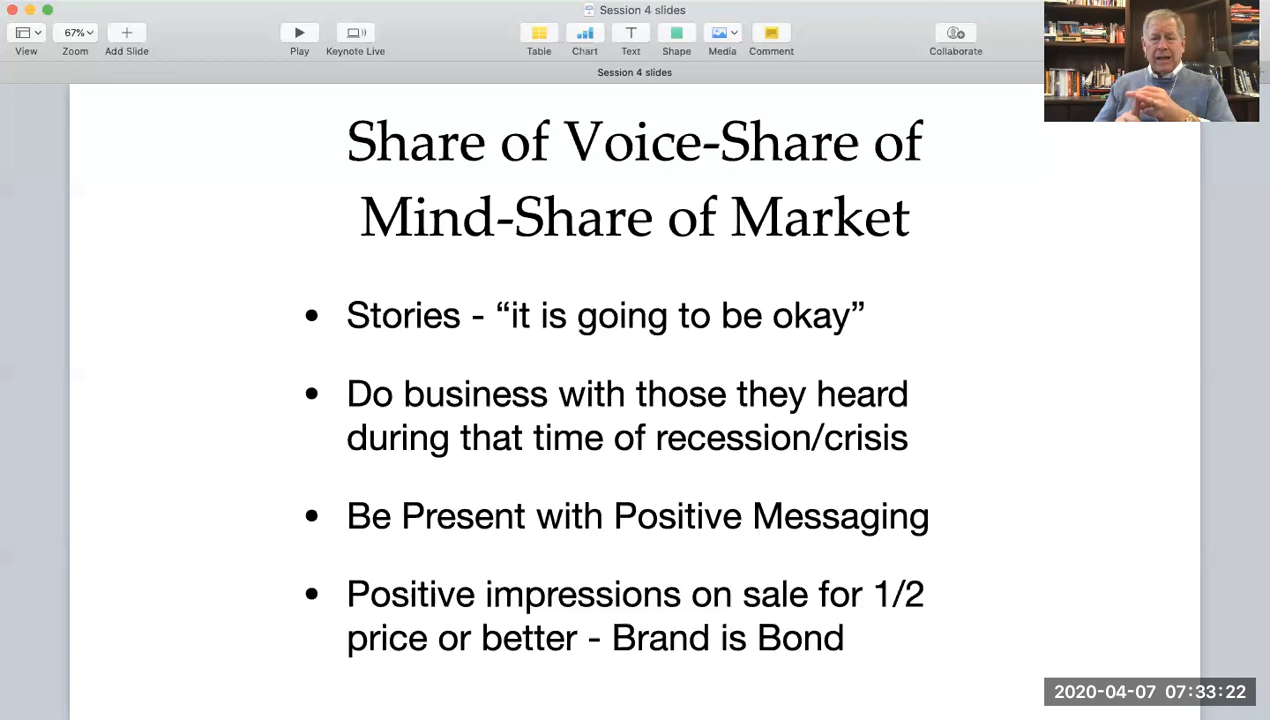 Session 4 slides
67%
View
Zoom
Add Slide
Play
Keynote Live
Table
Chart
Text
Shape
Media
Comment
Collaborate
Session 4 slides
Share of Voice-Share of
Mind-Share of Market
• Stories - “it is going to be okay”
• Do business with those they heard
during that time of recession/crisis
• Be Present with Positive Messaging
• Positive impressions on sale for 1/2
price or better - Brand is Bond
2020-04-07 07:33:22